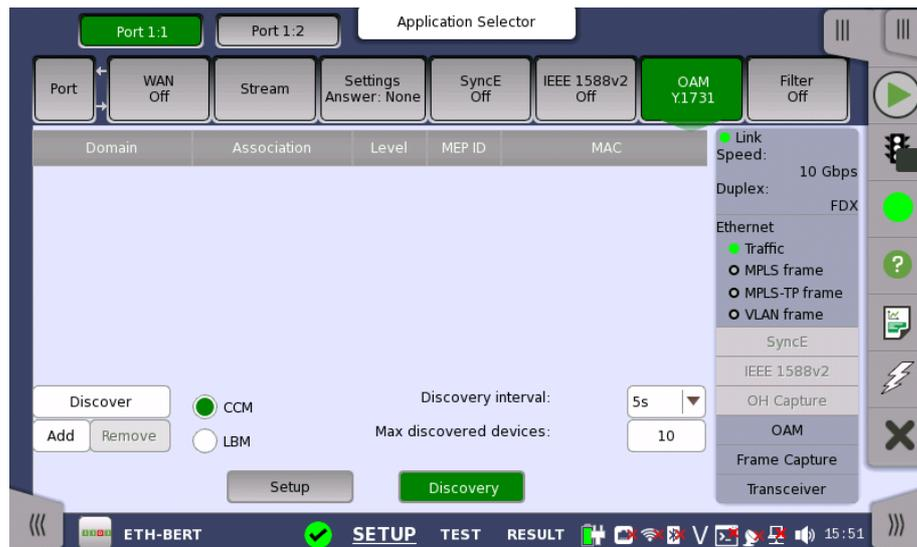 Application Selector
Port 1:1
Port 1:2
Port
WAN
Off
Stream
Settings
Answer: None
SyncE
Off
IEEE 1588v2
Off
OAM
Y.1731
Filter
Off
Domain
Association
Level
MEP ID
MAC
Link
Speed:
10 Gbps
Duplex:
FDX
Ethernet
Traffic
MPLS frame
MPLS-TP frame
VLAN frame
SyncE
IEEE 1588v2
OH Capture
OAM
Frame Capture
Transceiver
Discover
CCM
Discovery interval:
5s
Add
Remove
LBM
Max discovered devices:
10
Setup
Discovery
ETH-BERT
SETUP
TEST
RESULT
V
15:51